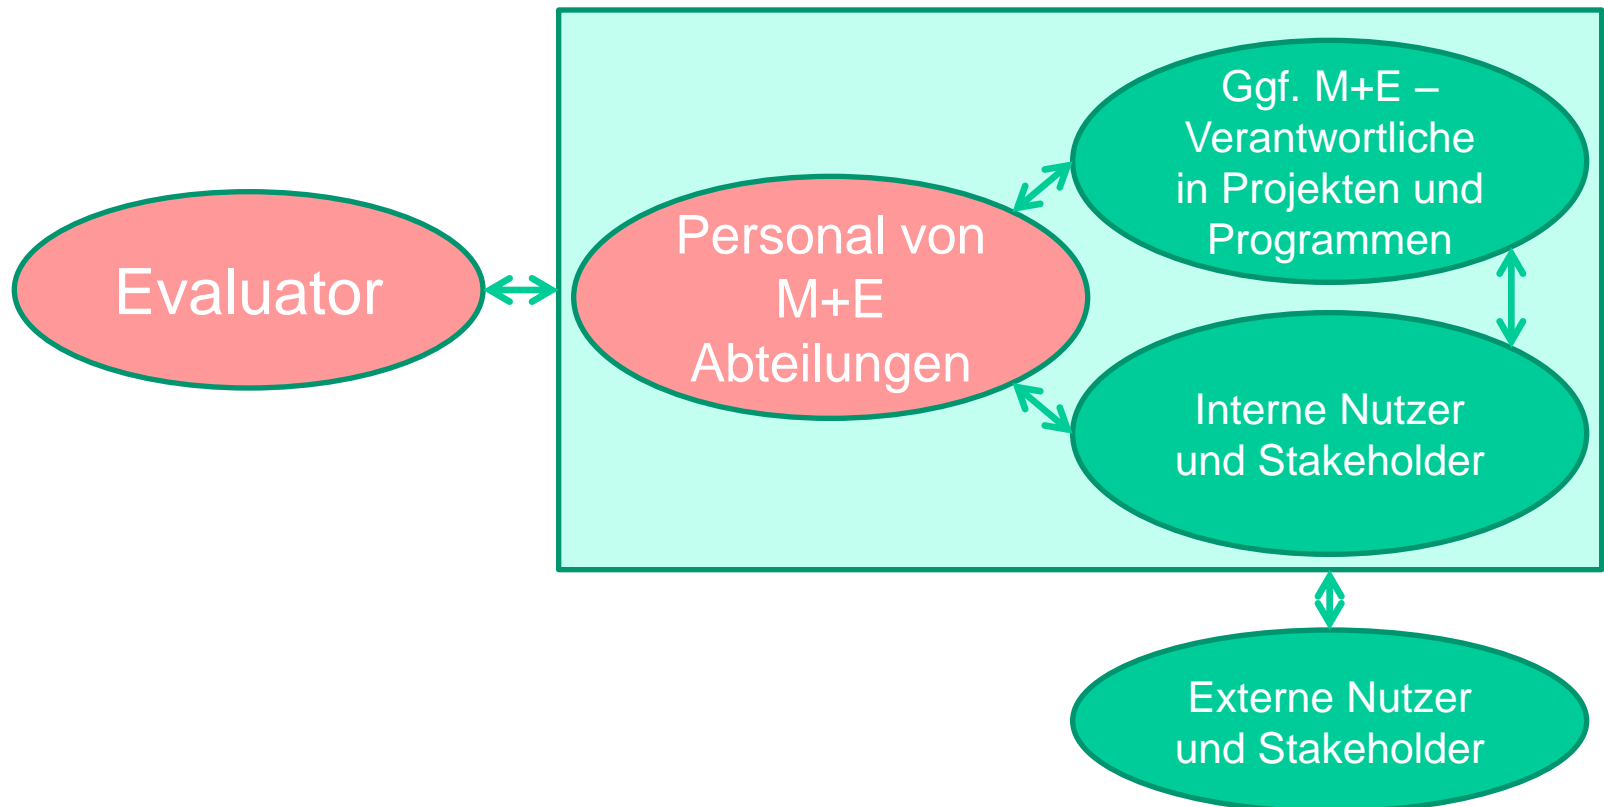 Evaluator
Personal von
M+E
Abteilungen
Ggf. M+E –
Verantwortliche
in Projekten und
Programmen
Interne Nutzer
und Stakeholder
Externe Nutzer
und Stakeholder